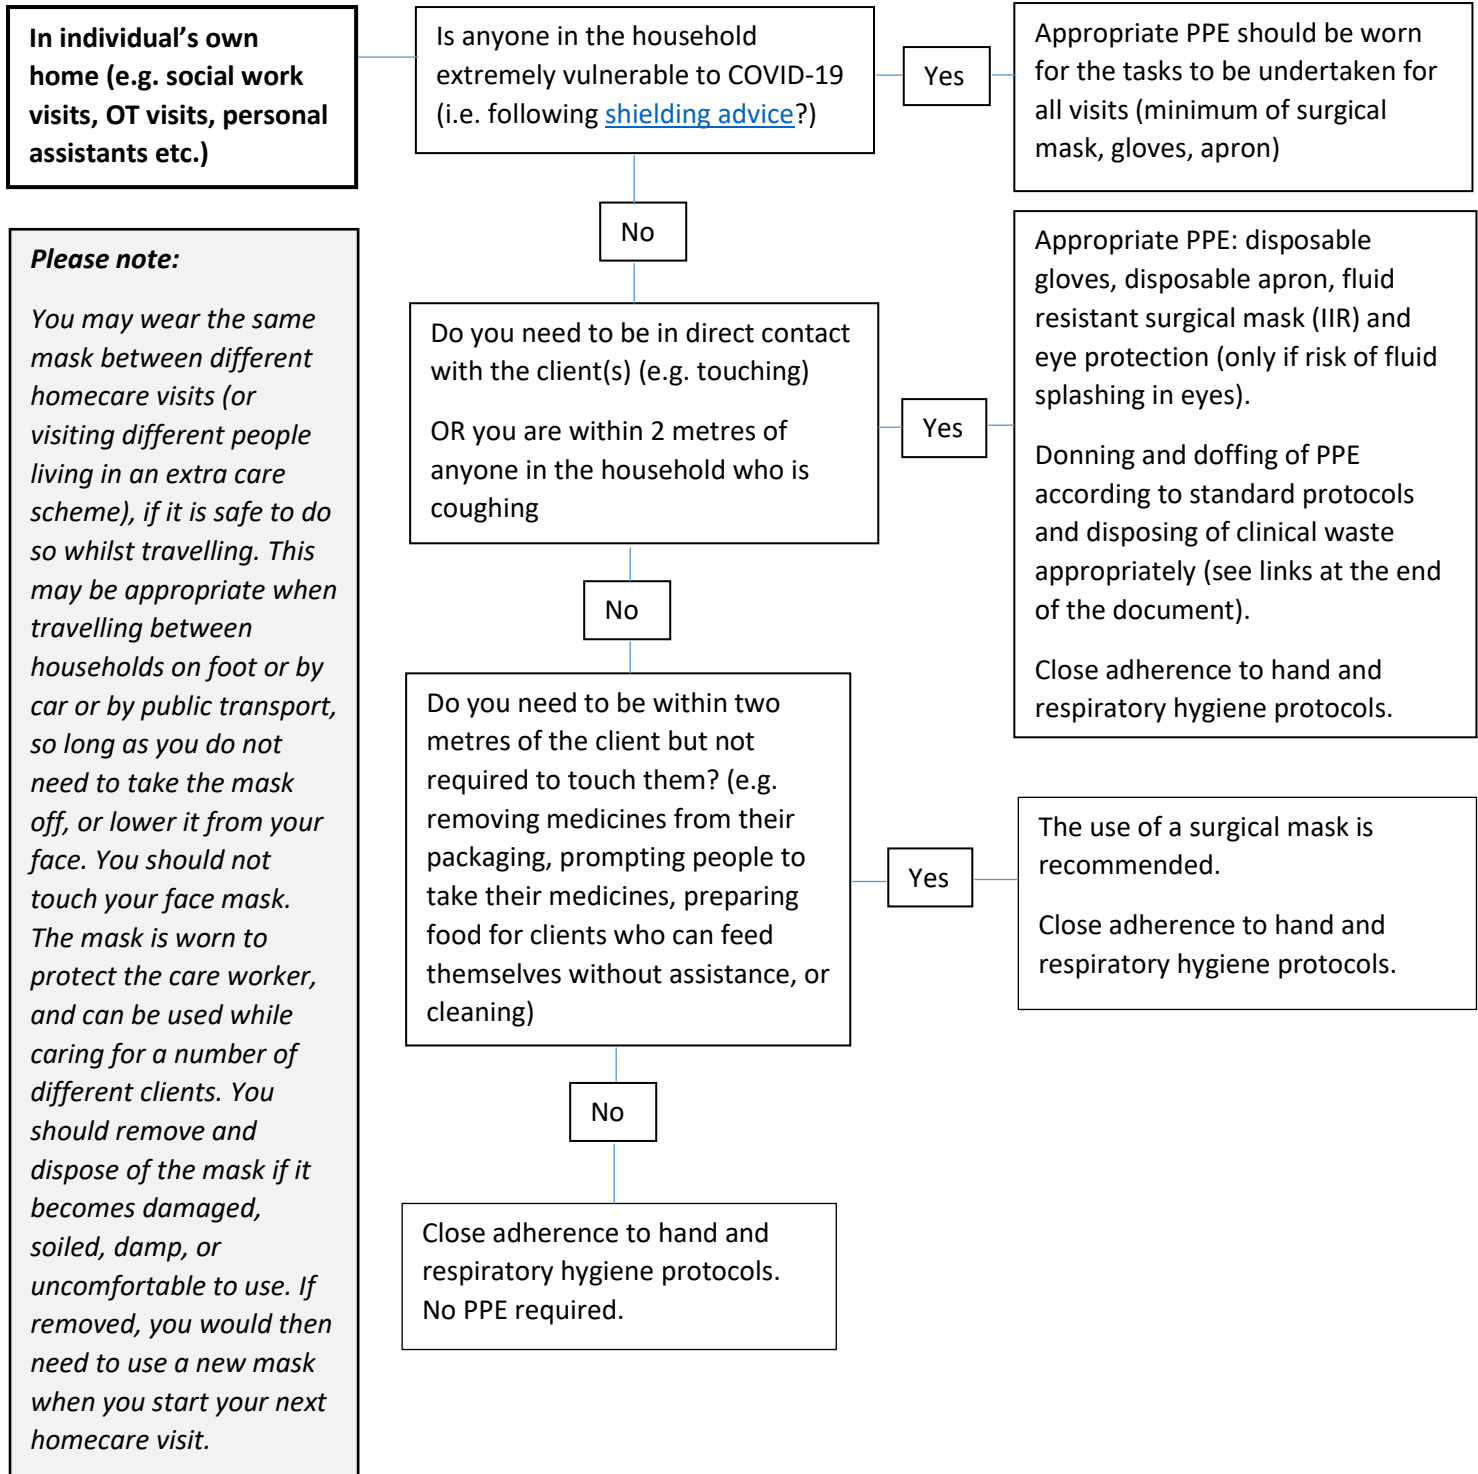 In individual's own
home (e.g. social work
visits, OT visits, personal
assistants etc.)
Is anyone in the household
extremely vulnerable to COVID-19
(i.e. following shielding advice?)
Yes
Appropriate PPE should be worn
for the tasks to be undertaken for
all visits (minimum of surgical
mask, gloves, apron)
No
Do you need to be in direct contact
with the client(s) (e.g. touching)
OR you are within 2 metres of
anyone in the household who is
coughing
Yes
Appropriate PPE: disposable
gloves, disposable apron, fluid
resistant surgical mask (IIR) and
eye protection (only if risk of fluid
splashing in eyes).
Donning and doffing of PPE
according to standard protocols
and disposing of clinical waste
appropriately (see links at the end
of the document).
Close adherence to hand and
respiratory hygiene protocols.
No
Do you need to be within two
metres of the client but not
required to touch them? (e.g.
removing medicines from their
packaging, prompting people to
take their medicines, preparing
food for clients who can feed
themselves without assistance, or
cleaning)
Yes
The use of a surgical mask is
recommended.
Close adherence to hand and
respiratory hygiene protocols.
No
Close adherence to hand and
respiratory hygiene protocols.
No PPE required.
Please note:
You may wear the same
mask between different
homecare visits (or
visiting different people
living in an extra care
scheme), if it is safe to do
so whilst travelling. This
may be appropriate when
travelling between
households on foot or by
car or by public transport,
so long as you do not
need to take the mask
off, or lower it from your
face. You should not
touch your face mask.
The mask is worn to
protect the care worker,
and can be used while
caring for a number of
different clients. You
should remove and
dispose of the mask if it
becomes damaged,
soiled, damp, or
uncomfortable to use. If
removed, you would then
need to use a new mask
when you start your next
homecare visit.